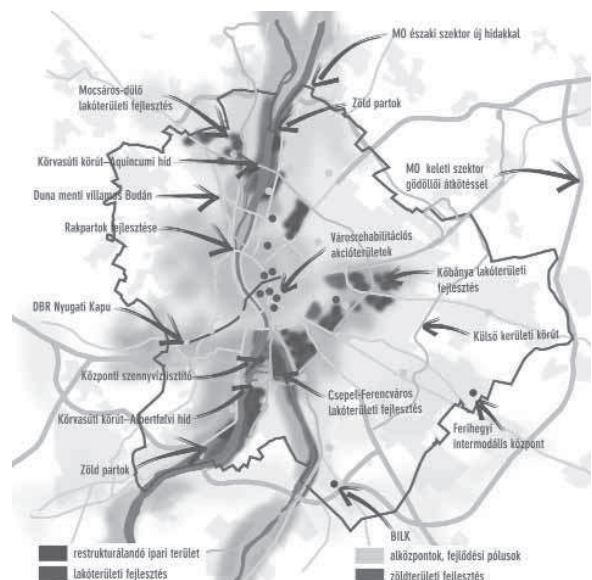 MO északi szektor új hidakkal
Mocsáros-dűlő
lakóterületi
fejlesztés
Zöld partok
Körvasúti körút–Aquincumi híd
MO keleti szektor
gödöllői átkötéssel
Duna menti villamos Budán
Rakpartok fejlesztése
Városrehabilitációs
akcióterületek
Kőbánya lakóterületi
fejlesztés
DBR Nyugati Kapu
Külső kerületi körút
Központi szennyvíztisztító
Csepel-Ferencváros
lakóterületi fejlesztés
Körvasúti körút–Albertfalvi híd
Ferihegyi
intermodális központ
Zöld partok
BILK
restrukturálandó ipari terület
alközpontok, fejlődési pólusok
lakóterületi fejlesztés
zöldterületi fejlesztés